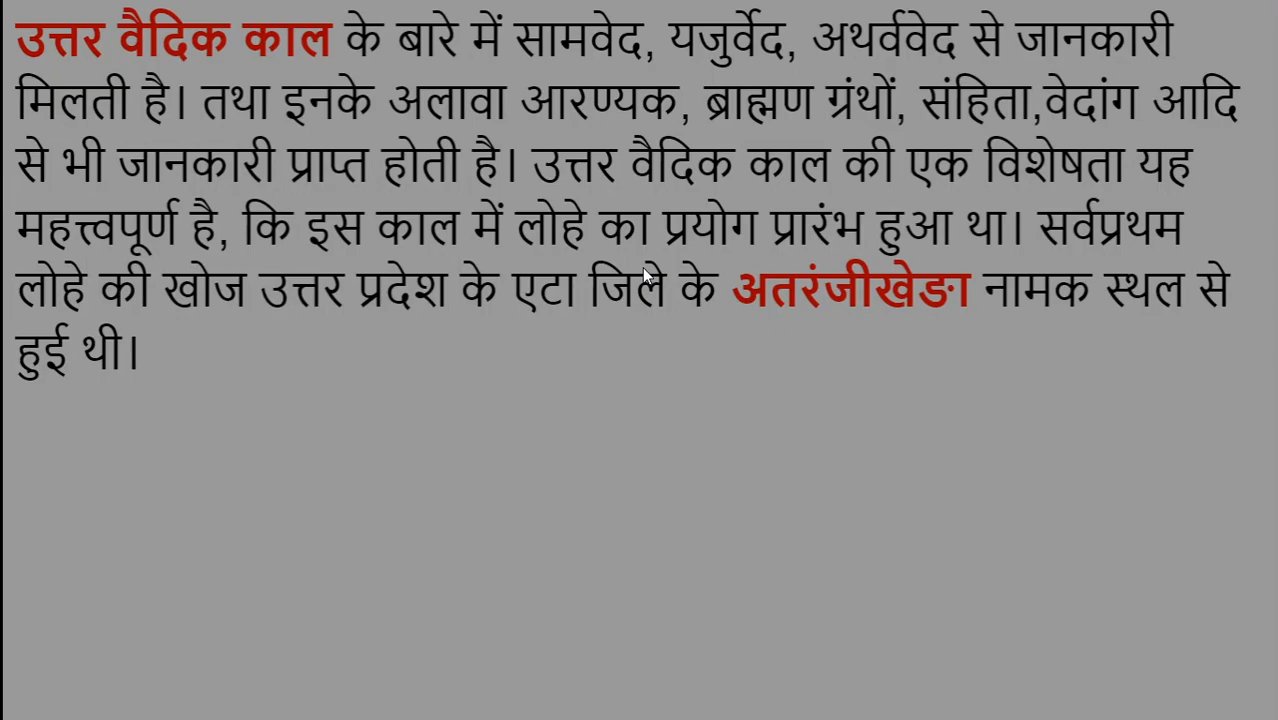 उत्तर वैदिक काल के बारे में सामवेद, यजुर्वेद, अथर्ववेद से जानकारी
मिलती है। तथा इनके अलावा आरण्यक, ब्राह्मण ग्रंथों, संहिता,वेदांग आदि
से भी जानकारी प्राप्त होती है। उत्तर वैदिक काल की एक विशेषता यह
महत्त्वपूर्ण है, कि इस काल में लोहे का प्रयोग प्रारंभ हुआ था। सर्वप्रथम
लोहे की खोज उत्तर प्रदेश के एटा जिले के अतरंजीखेङा नामक स्थल से
हुई थी।